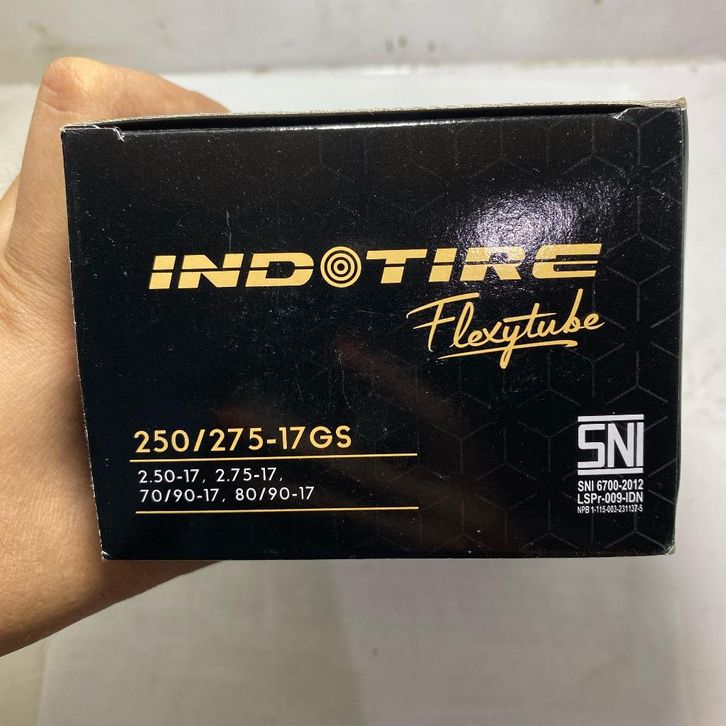 INDOTIRE
Flexytube
250/275-17GS
2.50-17, 2.75-17,
70/90-17, 80/90-17
SNI
SNI 6700-2012
LSPr-009-IDN
NPB 1-115-003-231137-5